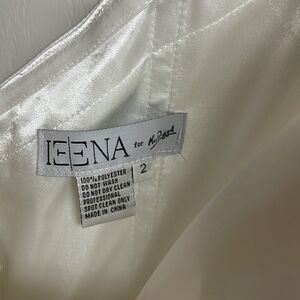 IEENA for Mac Duggal
2
100% POLYESTER
DO NOT WASH
DO NOT DRY CLEAN
PROFESSIONAL
SPOT CLEAN ONLY
MADE IN CHINA